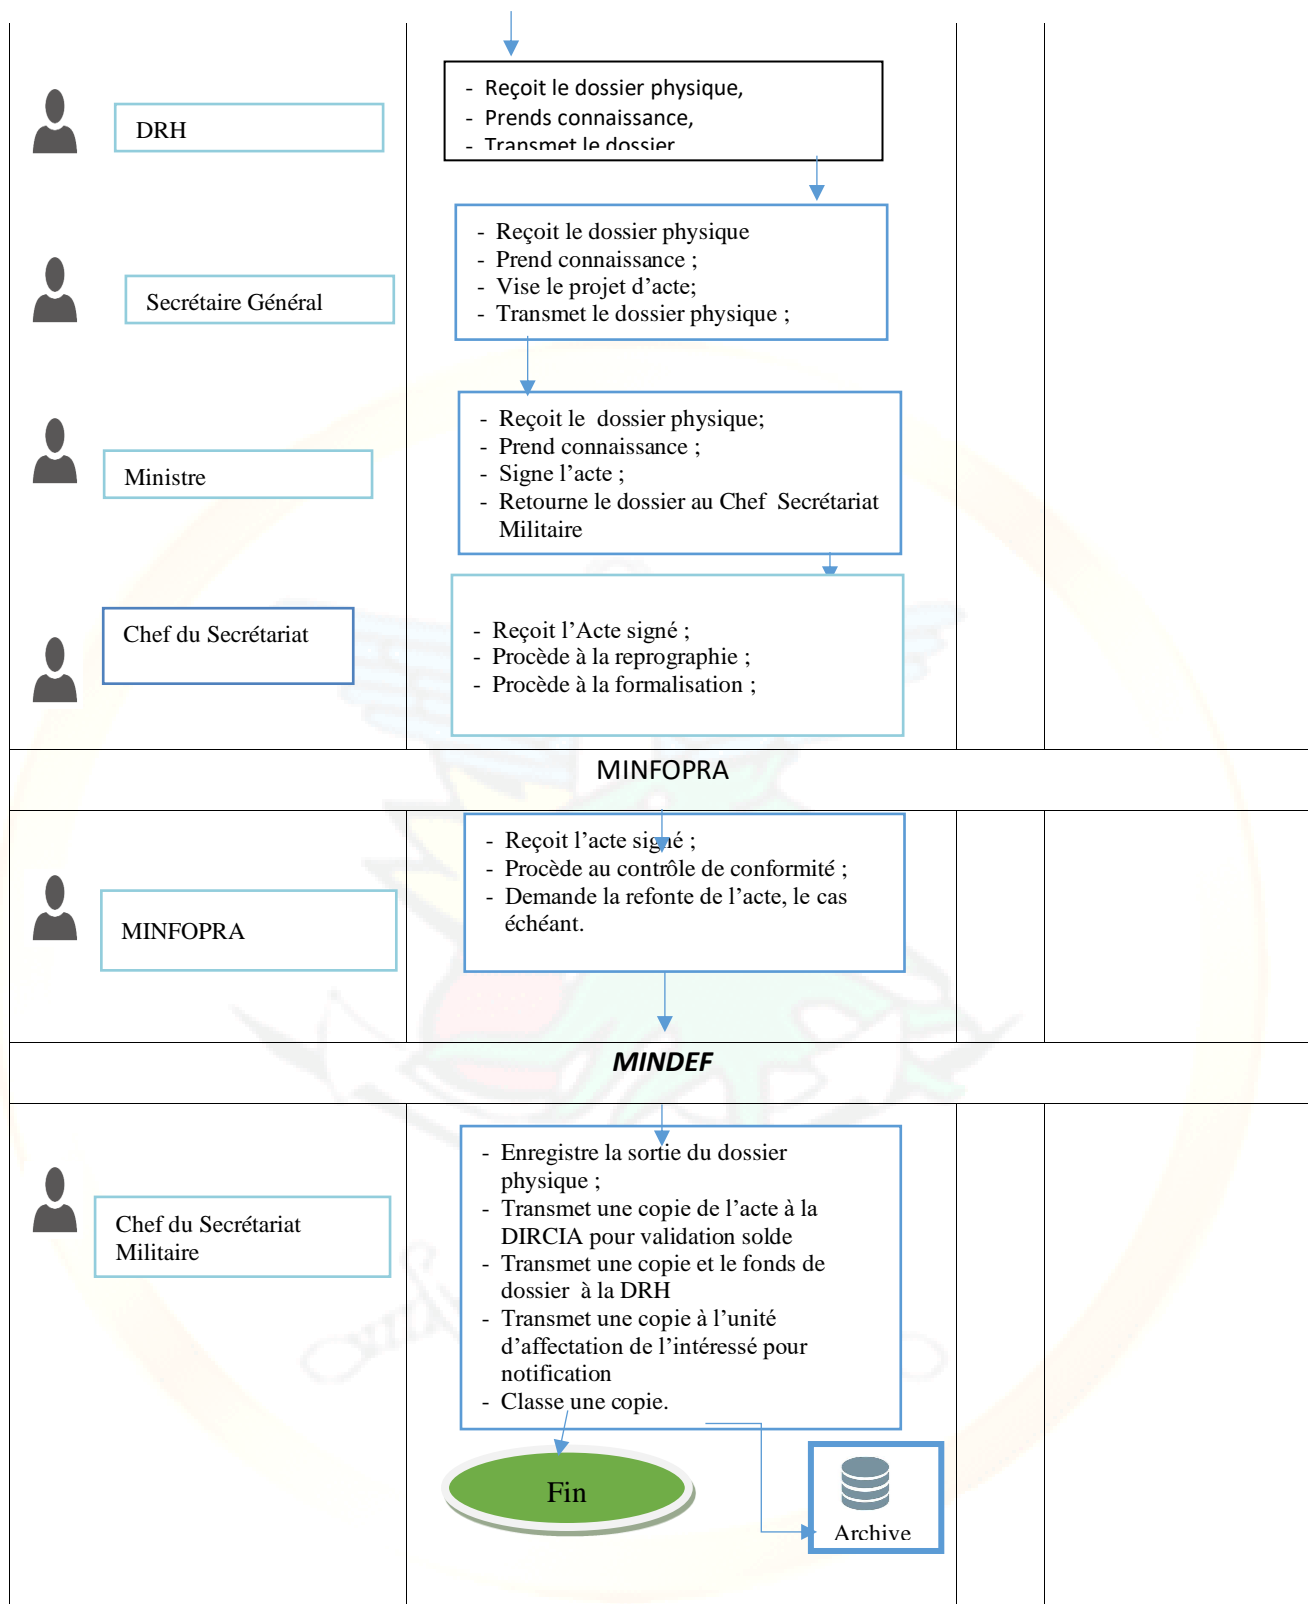 DRH
- Reçoit le dossier physique,
- Prends connaissance,
- Transmet le dossier
Secrétaire Général
- Reçoit le dossier physique
- Prend connaissance ;
- Vise le projet d’acte;
- Transmet le dossier physique ;
Ministre
- Reçoit le dossier physique;
- Prend connaissance ;
- Signe l’acte ;
- Retourne le dossier au Chef Secrétariat
Militaire
Chef du Secrétariat
- Reçoit l’Acte signé ;
- Procède à la reprographie ;
- Procède à la formalisation ;
MINFOPRA
MINFOPRA
- Reçoit l’acte signé ;
- Procède au contrôle de conformité ;
- Demande la refonte de l’acte, le cas
échéant.
MINDEF
Chef du Secrétariat
Militaire
- Enregistre la sortie du dossier
physique ;
- Transmet une copie de l’acte à la
DIRCIA pour validation solde
- Transmet une copie et le fonds de
dossier à la DRH
- Transmet une copie à l’unité
d’affectation de l’intéressé pour
notification
- Classe une copie.
Fin
Archive